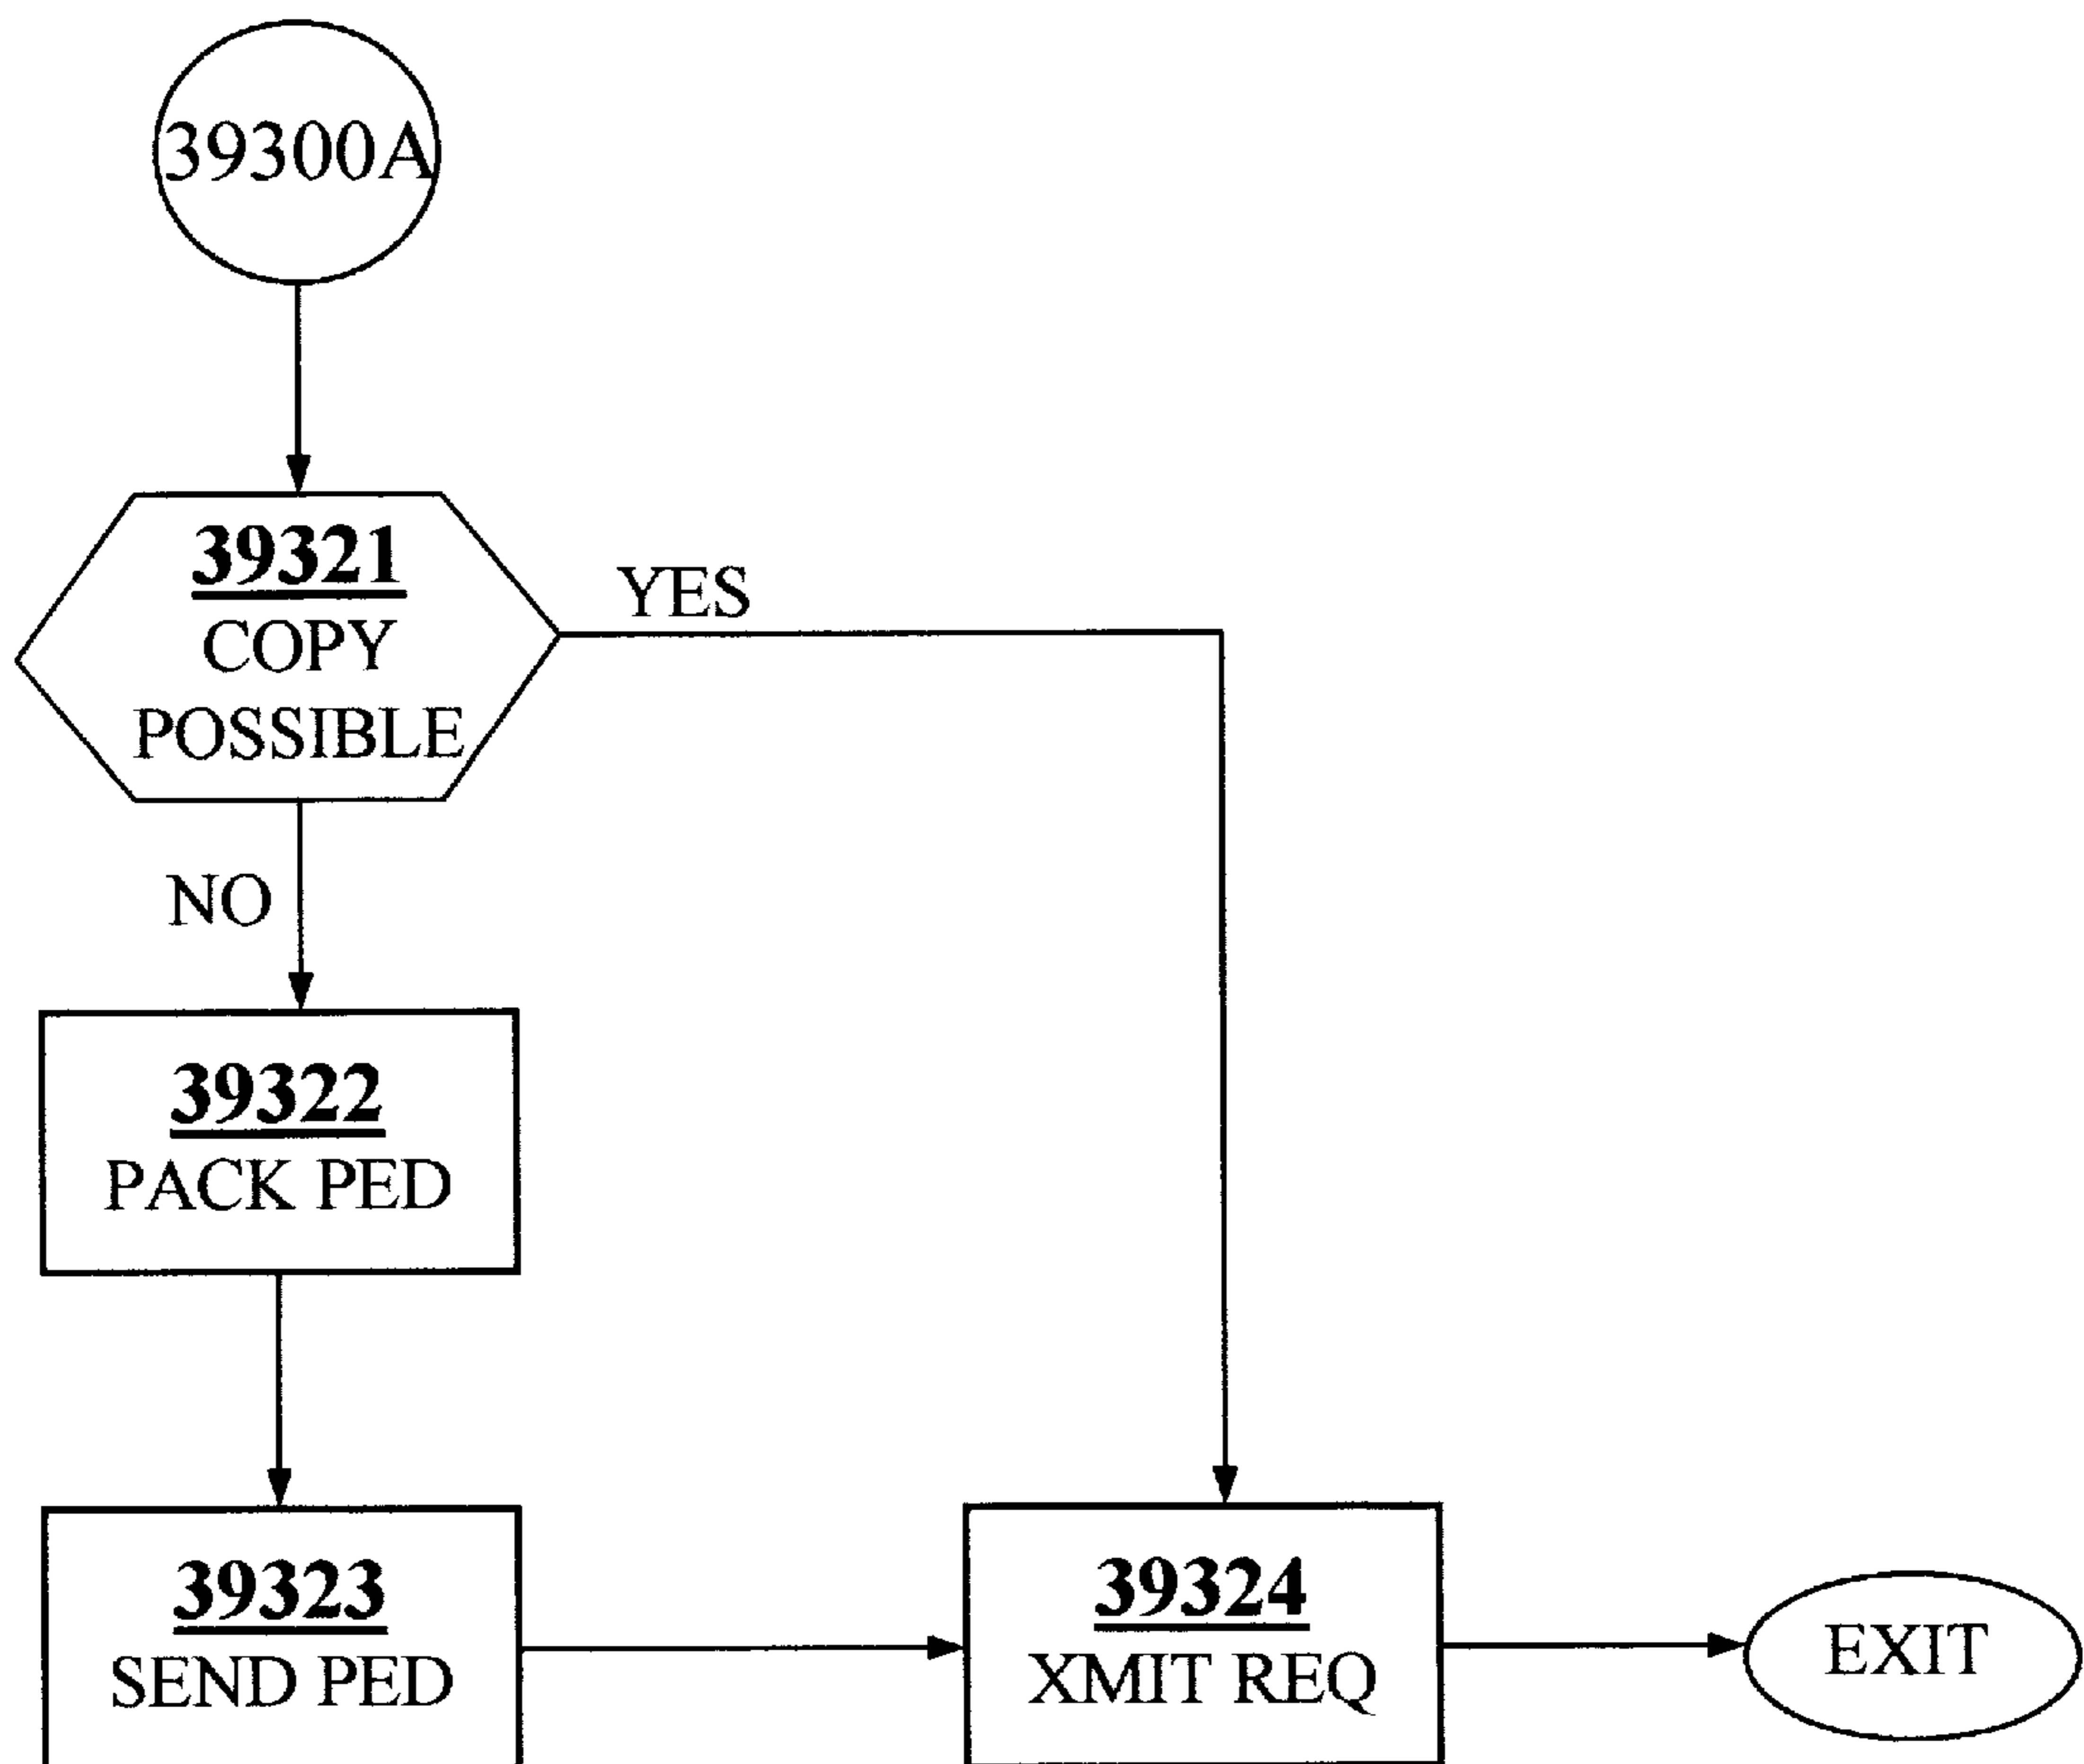 39300A
39321
COPY
POSSIBLE
YES
NO
39322
PACK PED
39323
SEND PED
39324
XMIT REQ
EXIT